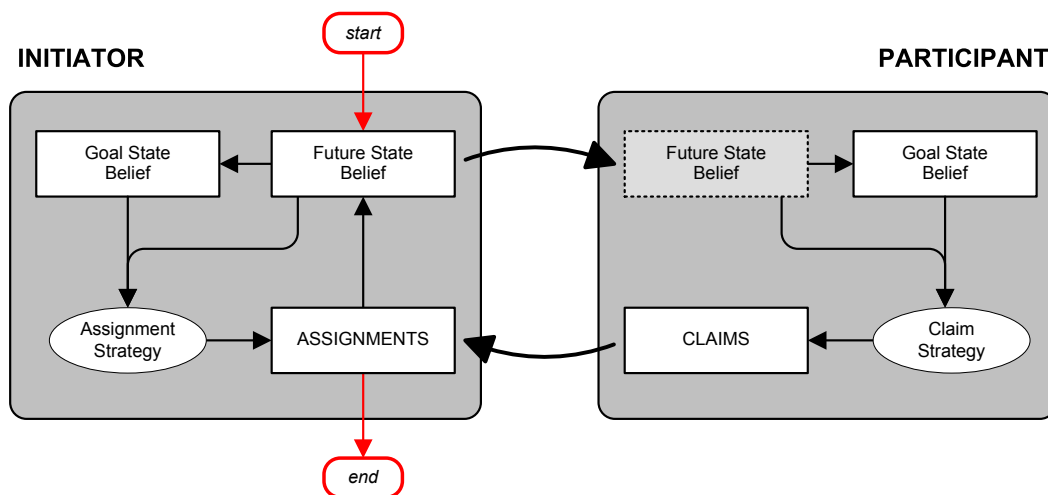 start
INITIATOR
PARTICIPANT
Goal State
Belief
Future State
Belief
Future State
Belief
Goal State
Belief
Assignment
Strategy
ASSIGNMENTS
CLAIMS
Claim
Strategy
end